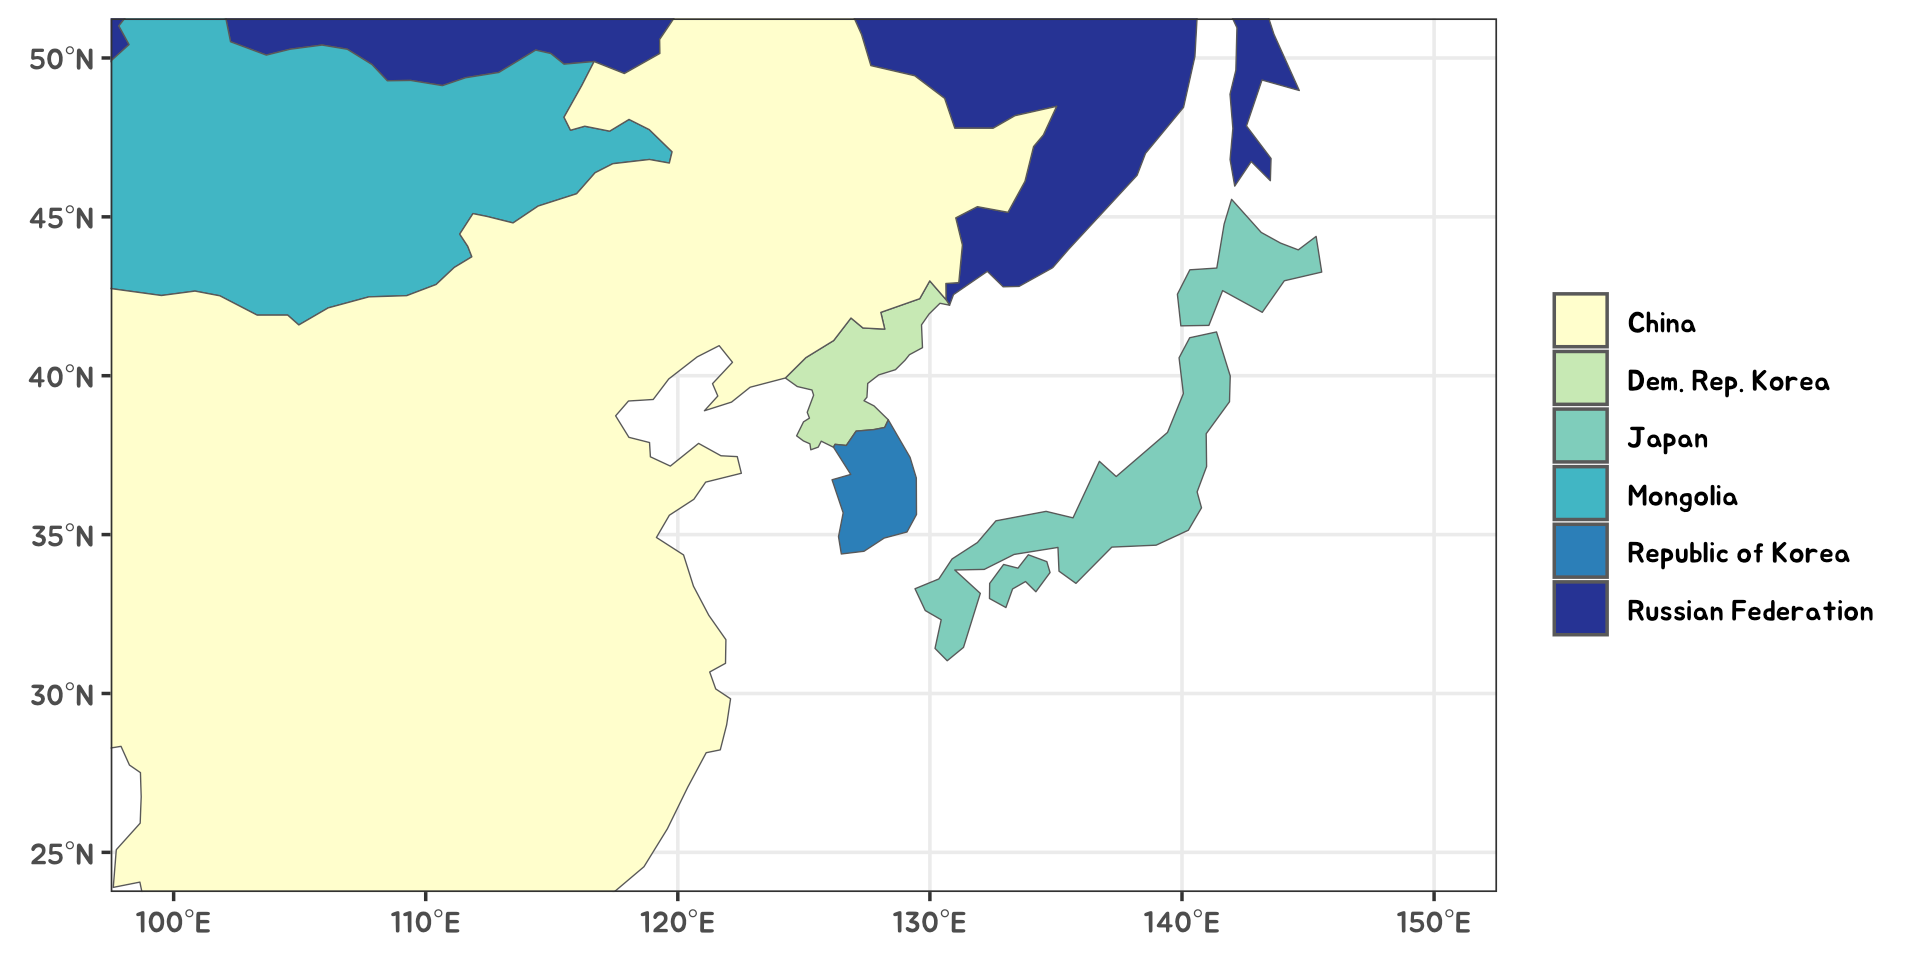 50°N
45°N
40°N
35°N
30°N
25°N
100°E 110°E 120°E 130°E 140°E 150°E
China
Dem. Rep. Korea
Japan
Mongolia
Republic of Korea
Russian Federation